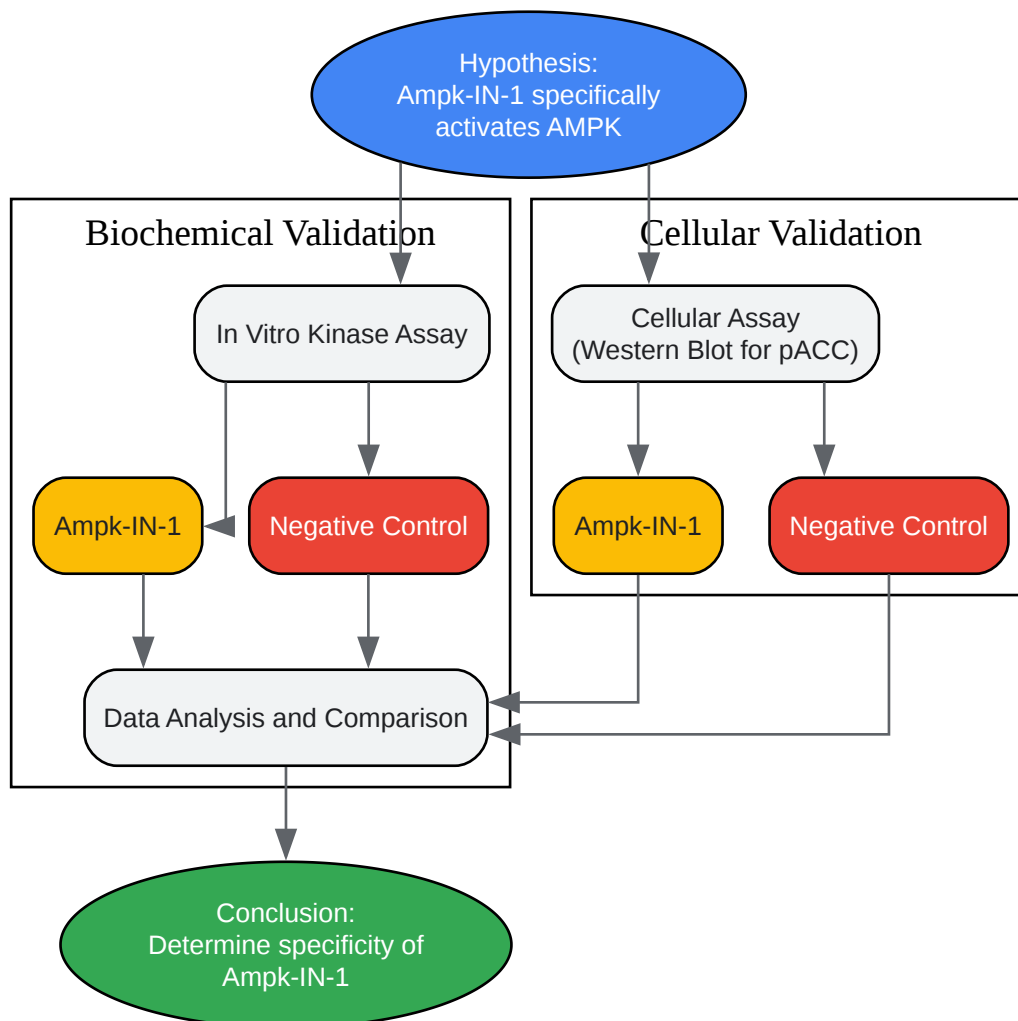 Hypothesis:
Ampk-IN-1 specifically
activates AMPK
Biochemical Validation
Cellular Validation
In Vitro Kinase Assay
Cellular Assay
(Western Blot for pACC)
Ampk-IN-1
Negative Control
Ampk-IN-1
Negative Control
Data Analysis and Comparison
Conclusion:
Determine specificity of
Ampk-IN-1